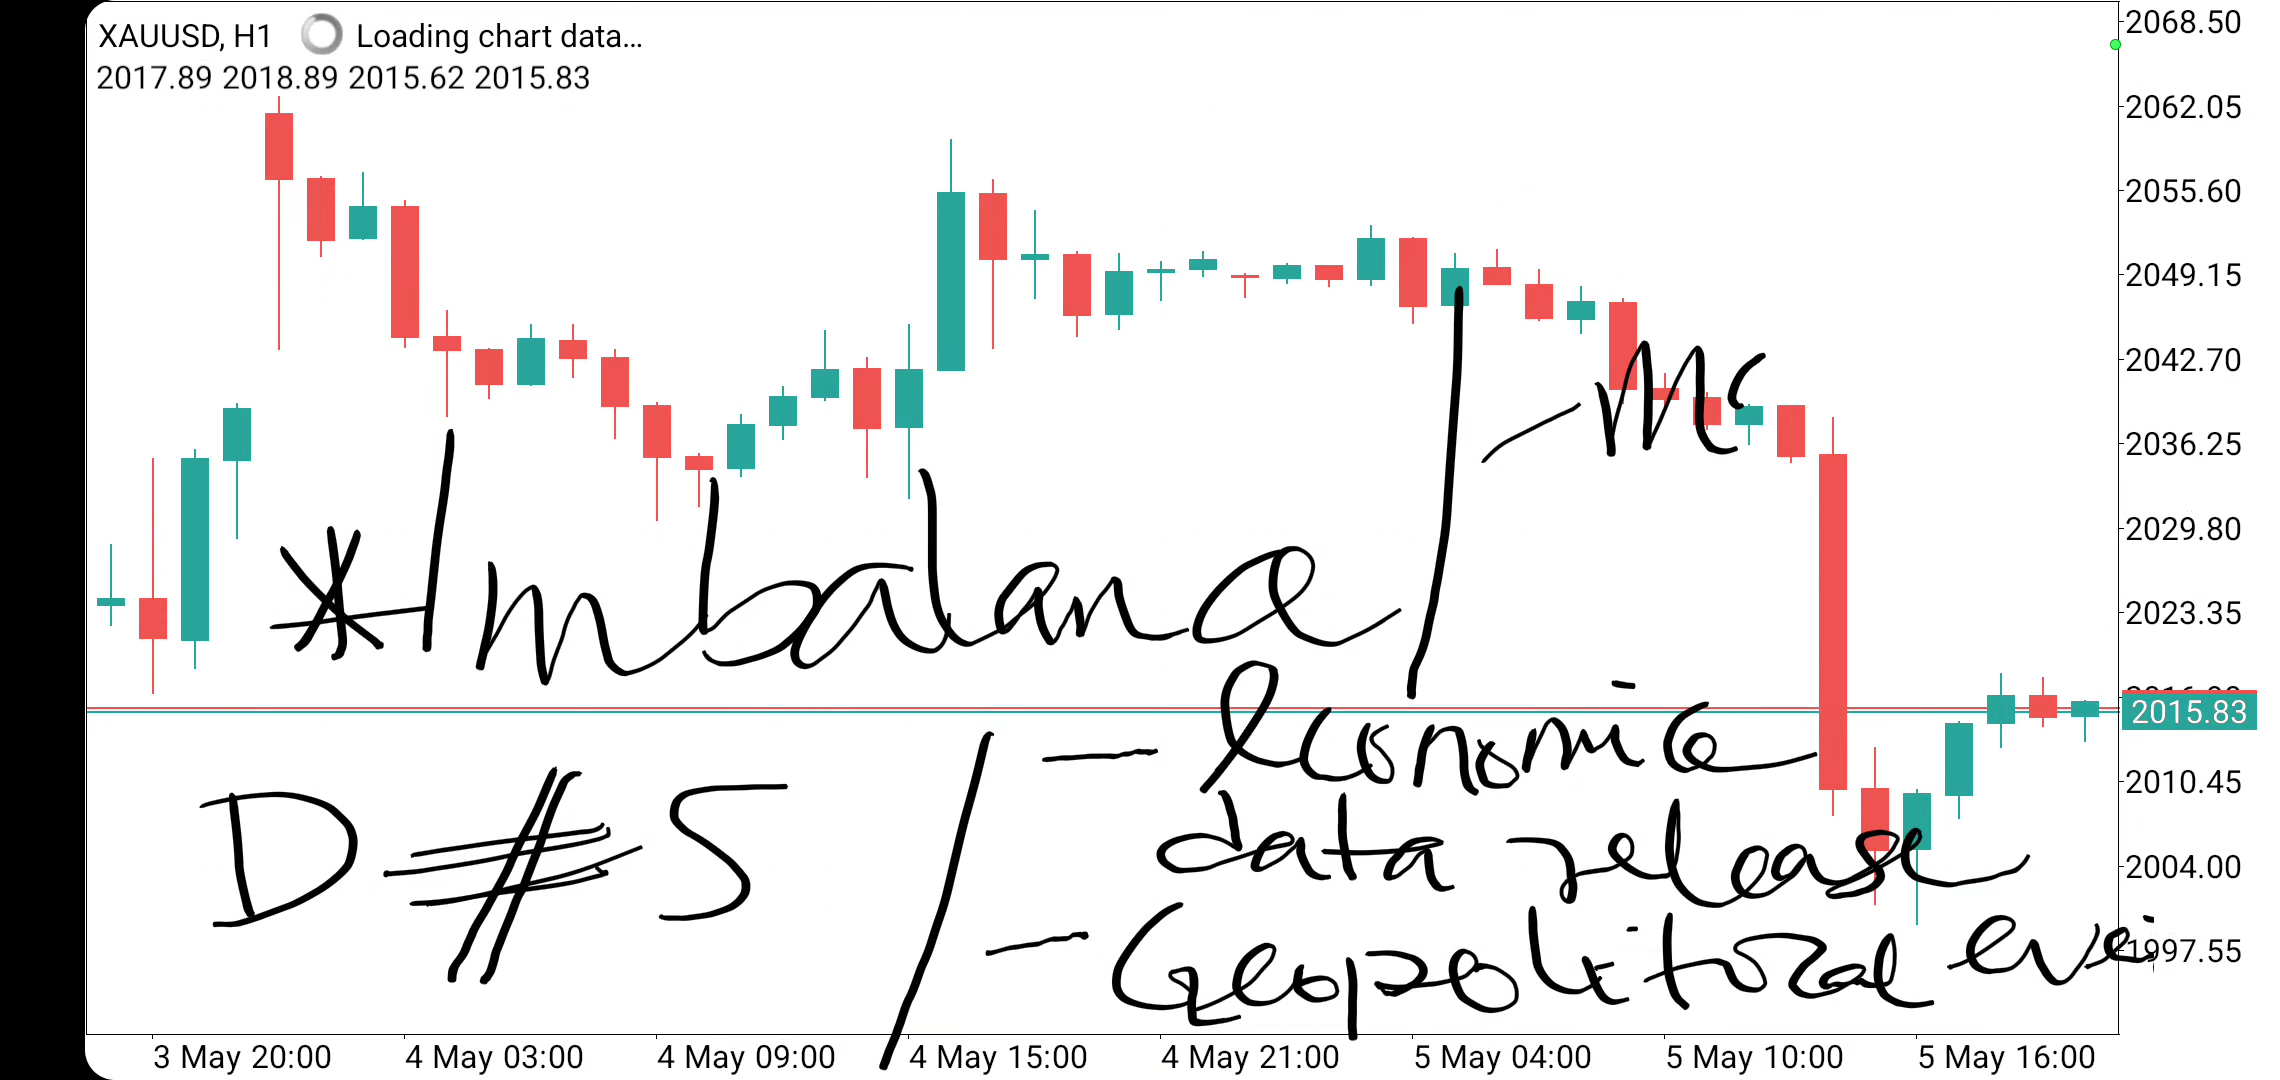 XAUUSD, H1 Loading chart data...
2017.89 2018.89 2015.62 2015.83
2068.50
2062.05
2055.60
2049.15
2042.70
2036.25
2029.80
2023.35
2015.83
2010.45
2004.00
1997.55
- Mc
* Imbalance
D # 5
- Economic
data release
- Geopolitical eve
3 May 20:00 4 May 03:00 4 May 09:00 4 May 15:00 4 May 21:00 5 May 04:00 5 May 10:00 5 May 16:00